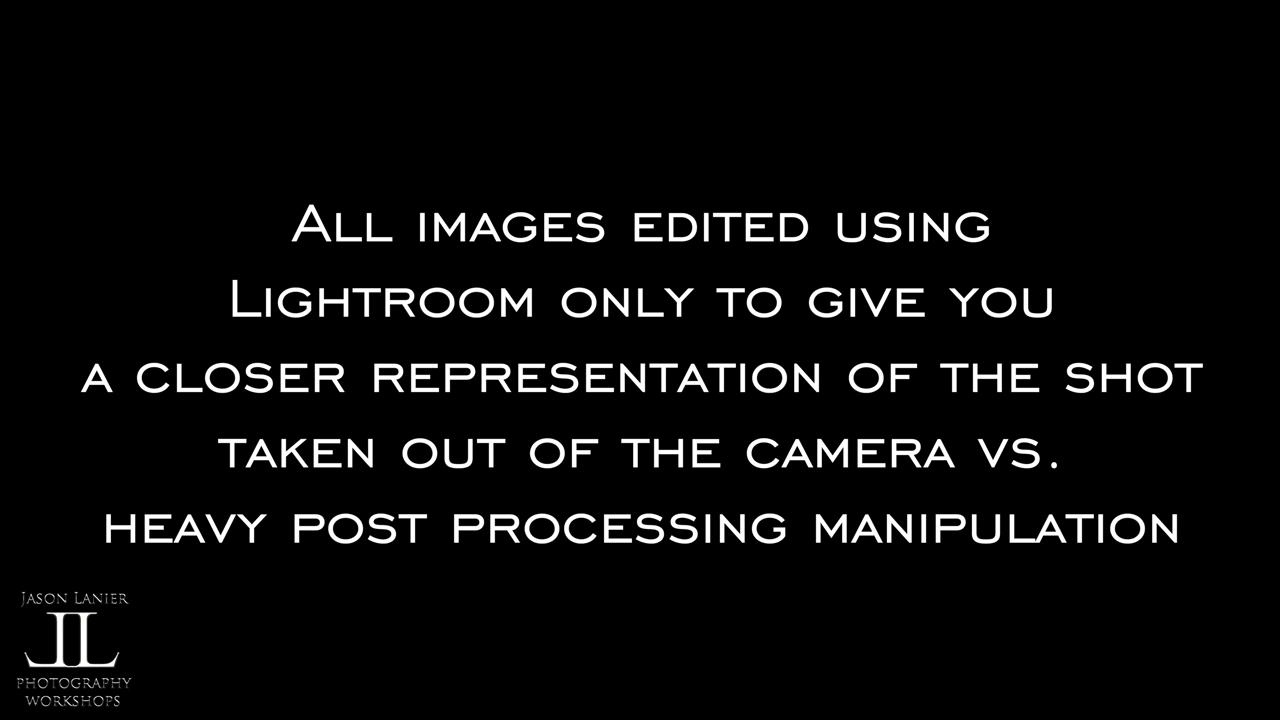 All images edited using
Lightroom only to give you
a closer representation of the shot
taken out of the camera vs.
heavy post processing manipulation
Jason Lanier
JL
Photography
Workshops